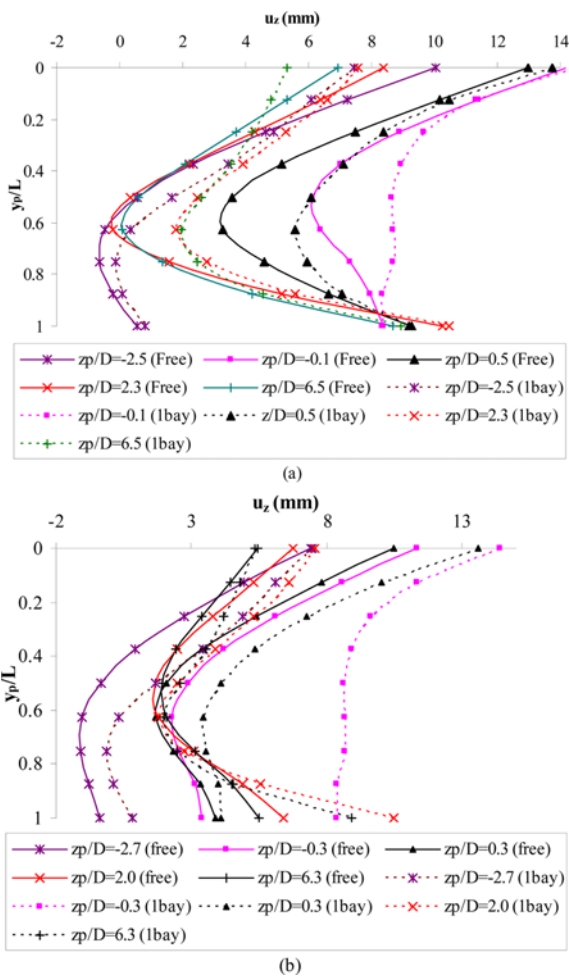 u_z (mm)
-2 0 2 4 6 8 10 12 14
0
0.2
0.4
0.6
0.8
1
y_p/L
zp/D=-2.5 (Free) zp/D=-0.1 (Free) zp/D=0.5 (Free)
zp/D=2.3 (Free) zp/D=6.5 (Free) zp/D=-2.5 (1bay)
zp/D=-0.1 (1bay) z/D=0.5 (1bay) zp/D=2.3 (1bay)
zp/D=6.5 (1bay)
(a)
u_z (mm)
-2 3 8 13
0
0.2
0.4
0.6
0.8
1
y_p/L
zp/D=-2.7 (free) zp/D=-0.3 (free) zp/D=0.3 (free)
zp/D=2.0 (free) zp/D=6.3 (free) zp/D=-2.7 (1bay)
zp/D=-0.3 (1bay) zp/D=0.3 (1bay) zp/D=2.0 (1bay)
zp/D=6.3 (1bay)
(b)